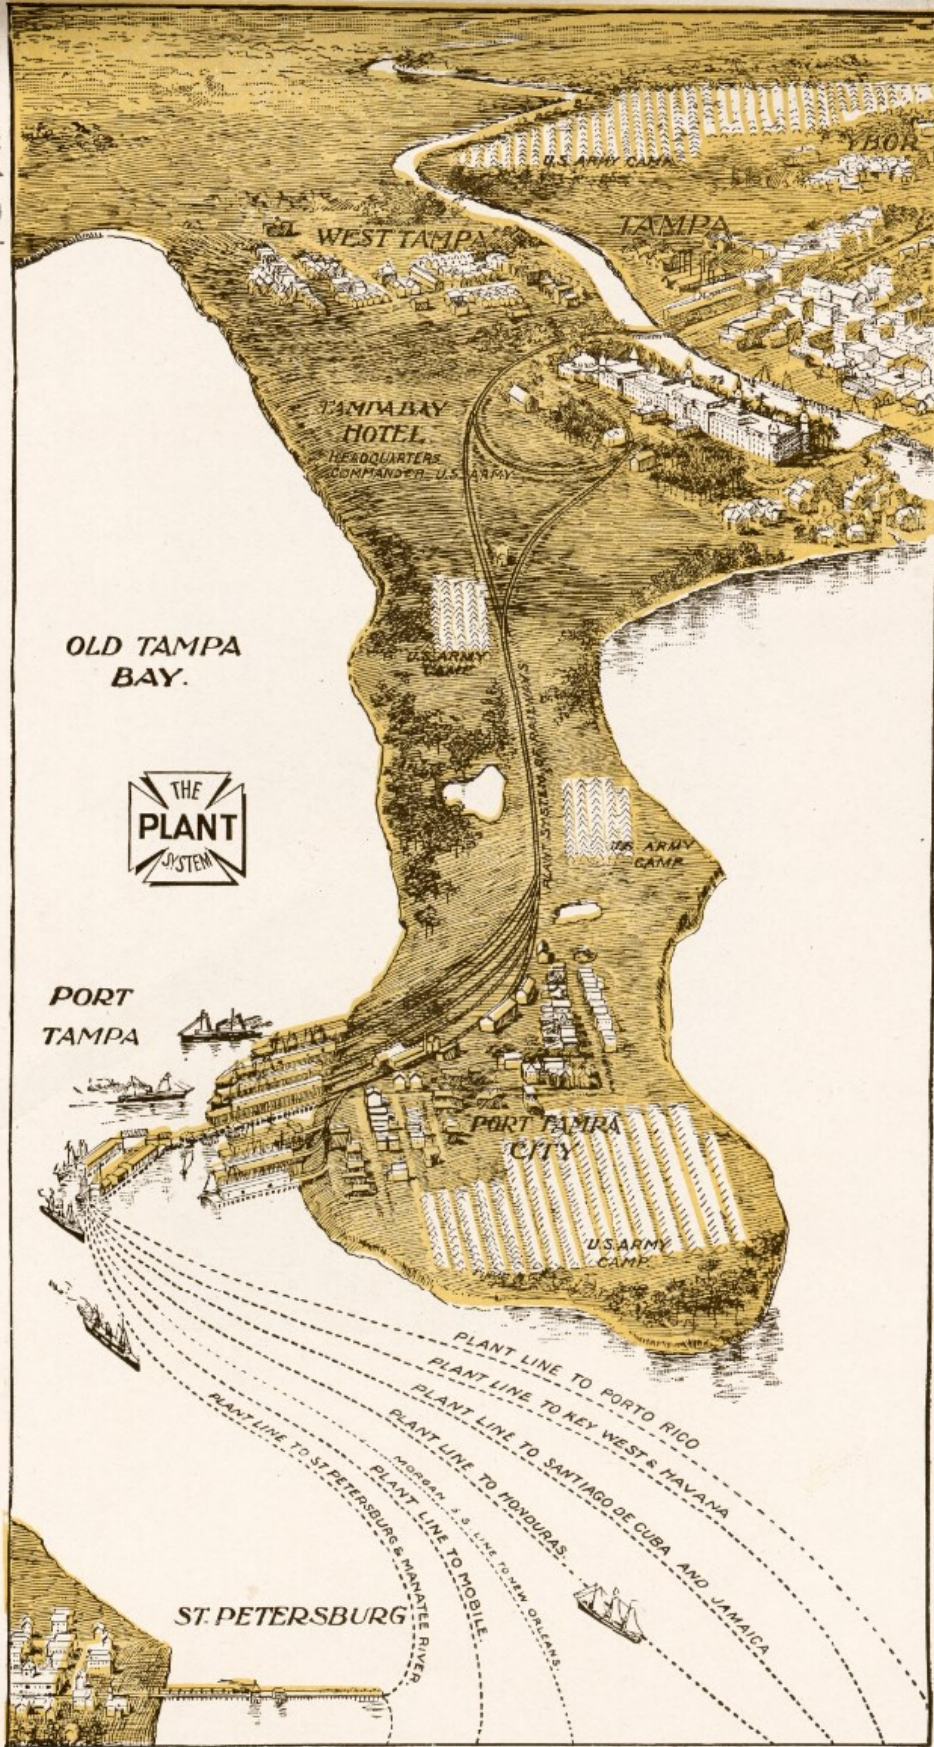 YBOR
U.S. ARMY CAMP
WEST TAMPA
TAMPA
TAMPA BAY
HOTEL.
HEADQUARTERS
COMMANDER U.S. ARMY
OLD TAMPA
BAY.
U.S. ARMY
CAMP
PLANT SYSTEM RAILWAYS
THE
PLANT
SYSTEM
U.S. ARMY
CAMP
PORT
TAMPA
PORT TAMPA
CITY
U.S. ARMY
CAMP
PLANT LINE TO PORTO RICO
PLANT LINE TO KEY WEST & HAVANA
PLANT LINE TO SANTIAGO DE CUBA AND JAMAICA
PLANT LINE TO HONDURAS.
MORGAN S.S. LINE TO NEW ORLEANS.
PLANT LINE TO MOBILE.
PLANT LINE TO ST PETERSBURG & MANATEE RIVER
ST. PETERSBURG